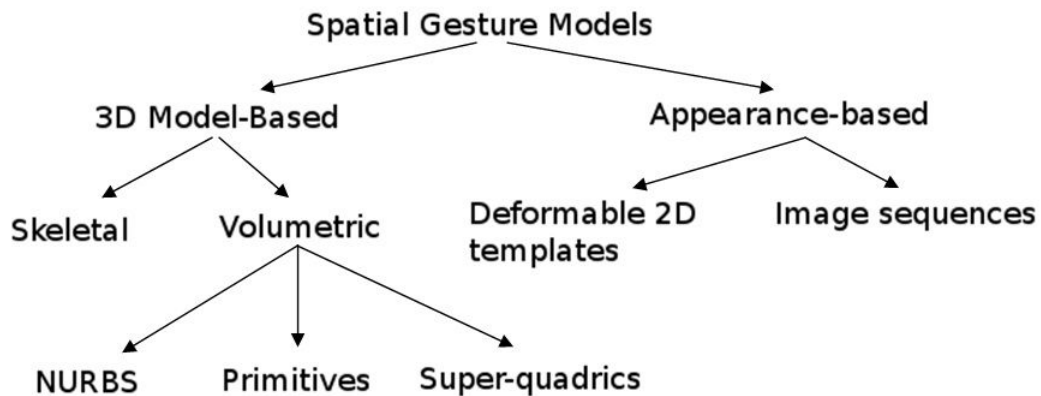 Spatial Gesture Models
3D Model-Based
Appearance-based
Skeletal
Volumetric
Deformable 2D
templates
Image sequences
NURBS
Primitives
Super-quadrics